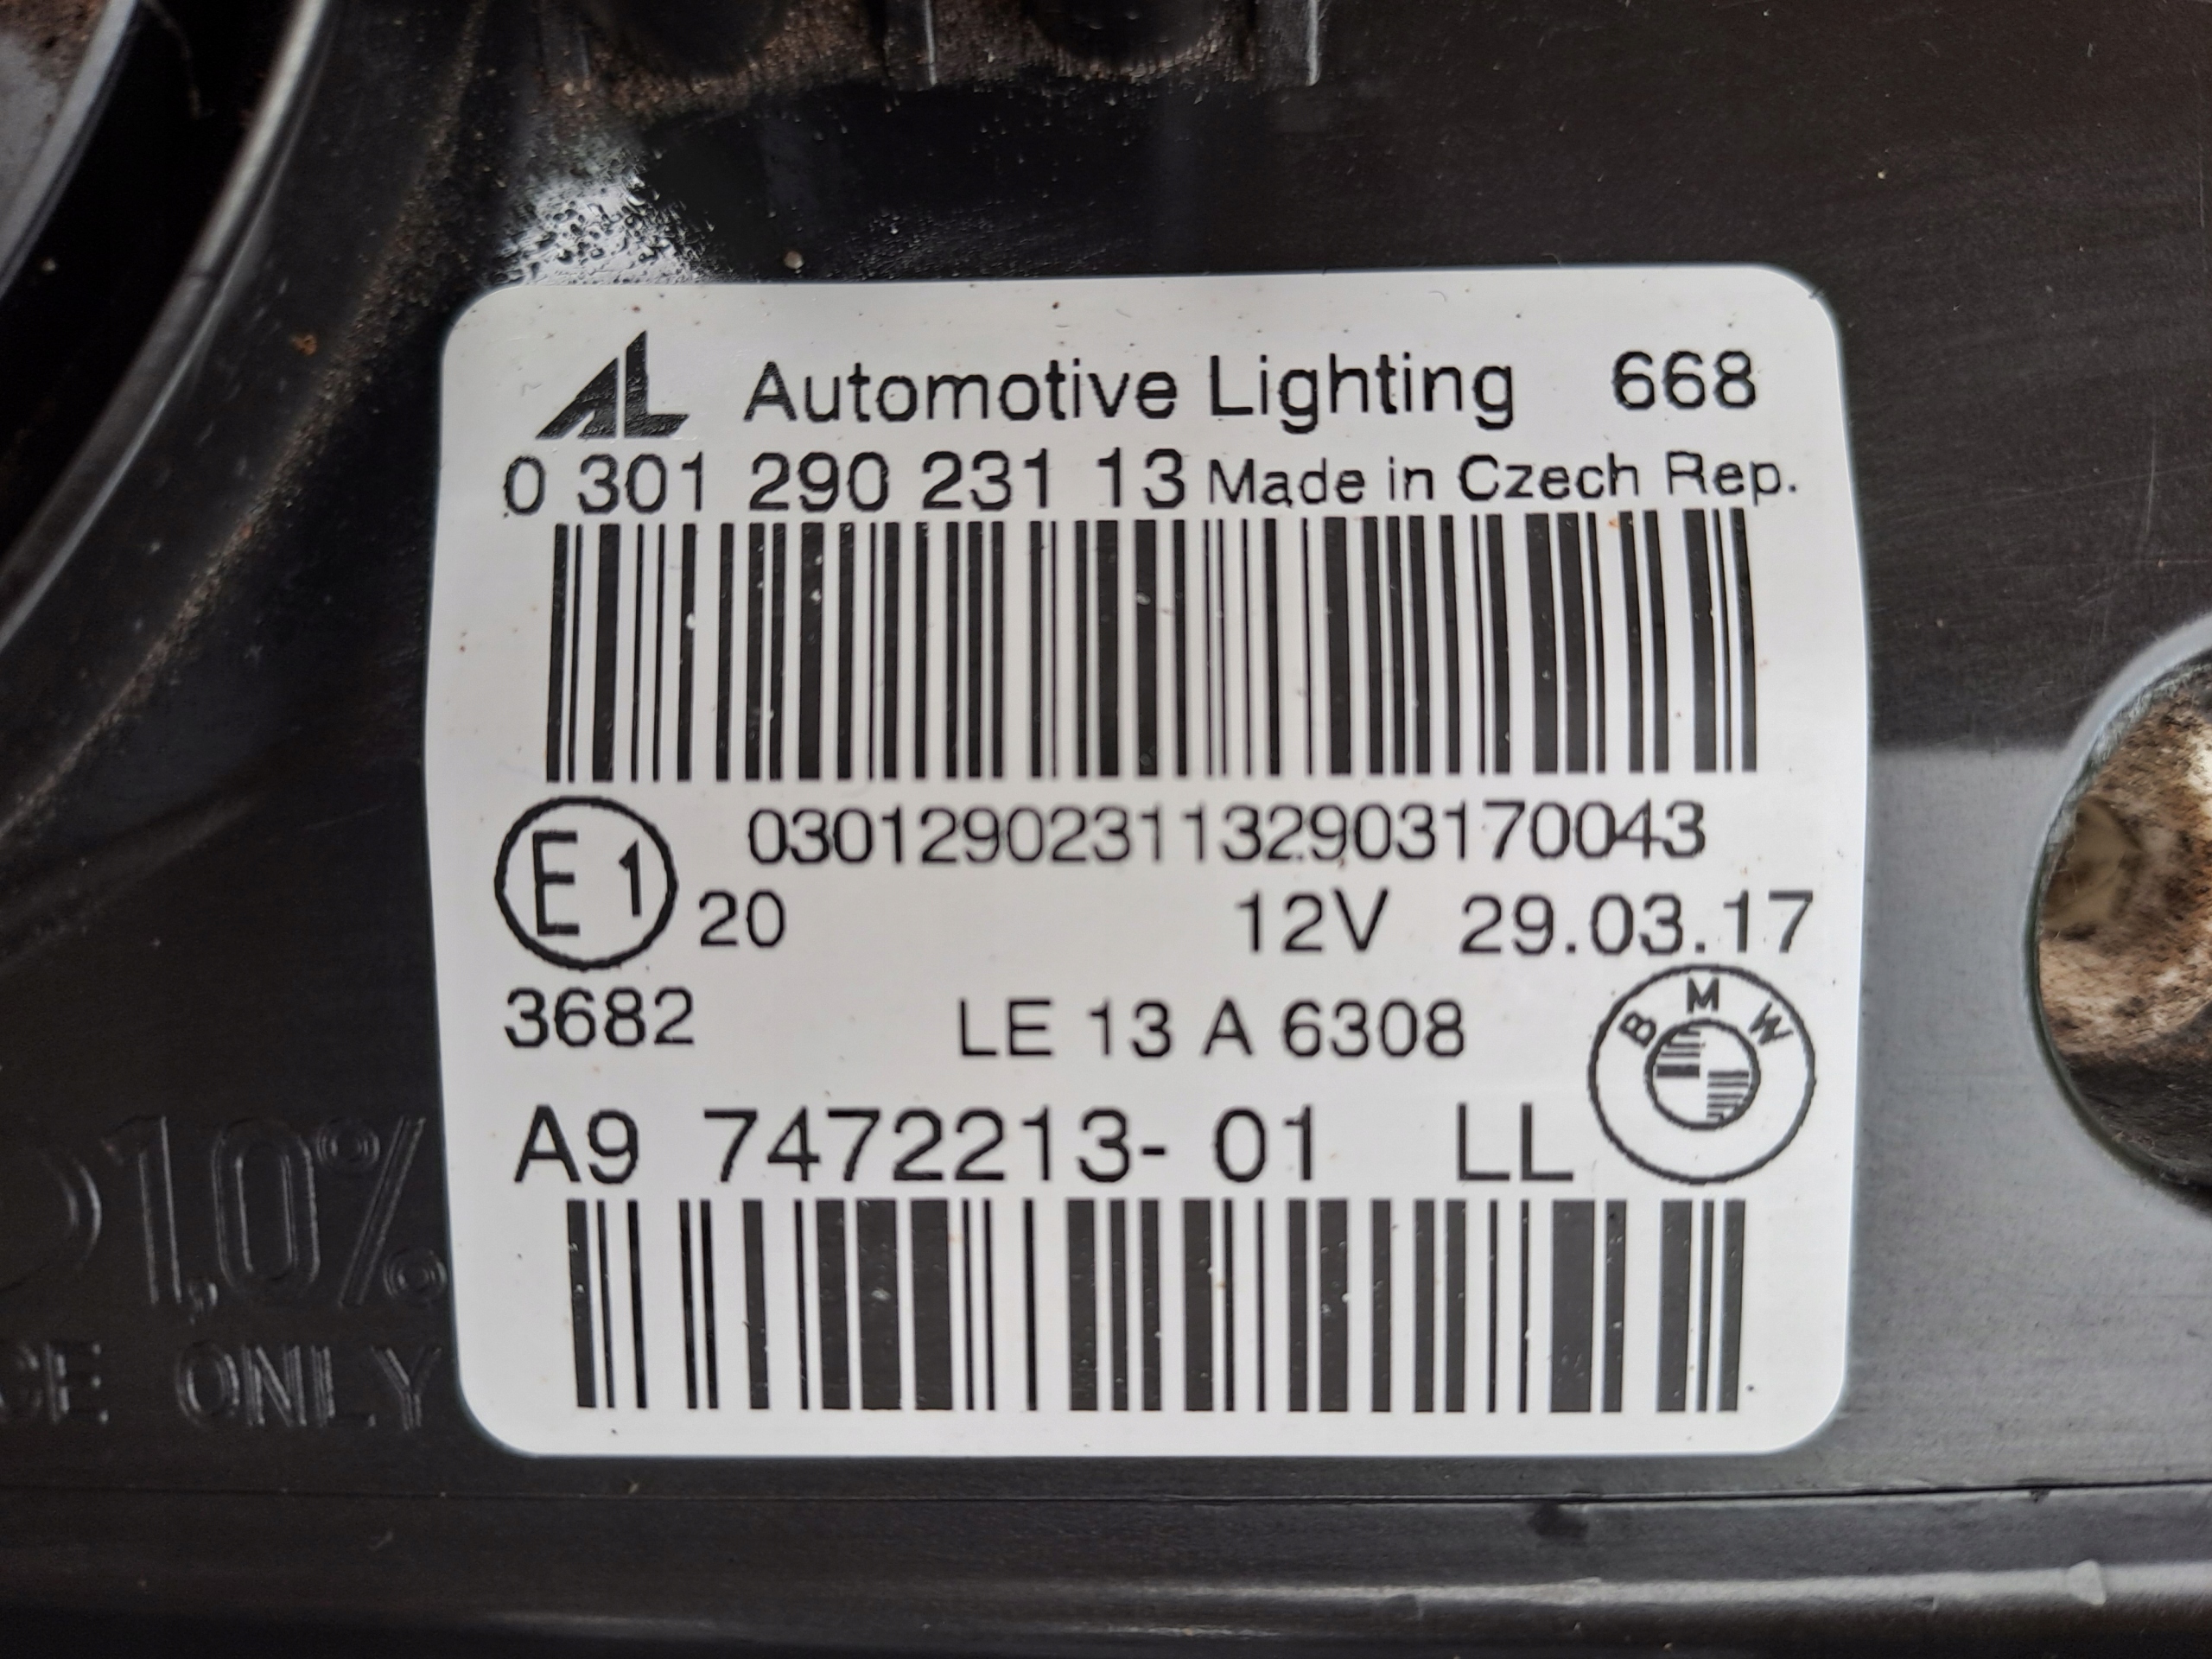 AL Automotive Lighting 668
0 301 290 231 13 Made in Czech Rep.
03012902311132903170043
E1 20 12V 29.03.17
3682 LE 13 A 6308
BMW
A9 7472213- 01 LL
1,0%
ONLY